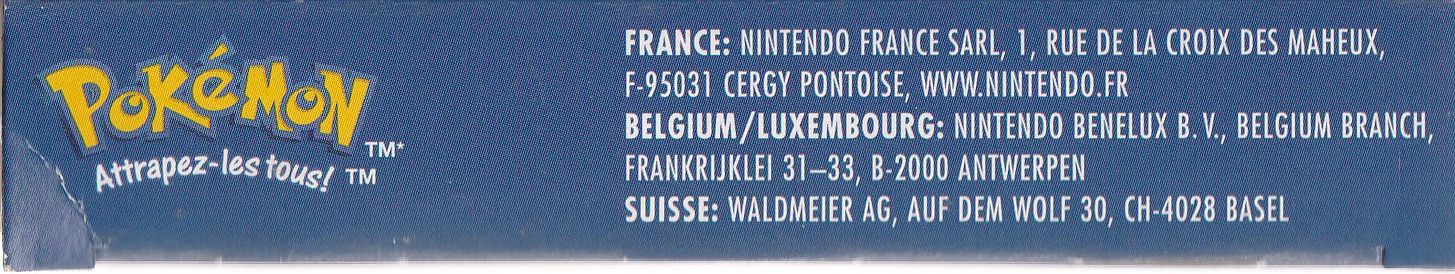 POKéMON TM*
Attrapez-les tous! TM
FRANCE: NINTENDO FRANCE SARL, 1, RUE DE LA CROIX DES MAHEUX,
F-95031 CERGY PONTOISE, WWW.NINTENDO.FR
BELGIUM/LUXEMBOURG: NINTENDO BENELUX B.V., BELGIUM BRANCH,
FRANKRIJKLEI 31–33, B-2000 ANTWERPEN
SUISSE: WALDMEIER AG, AUF DEM WOLF 30, CH-4028 BASEL